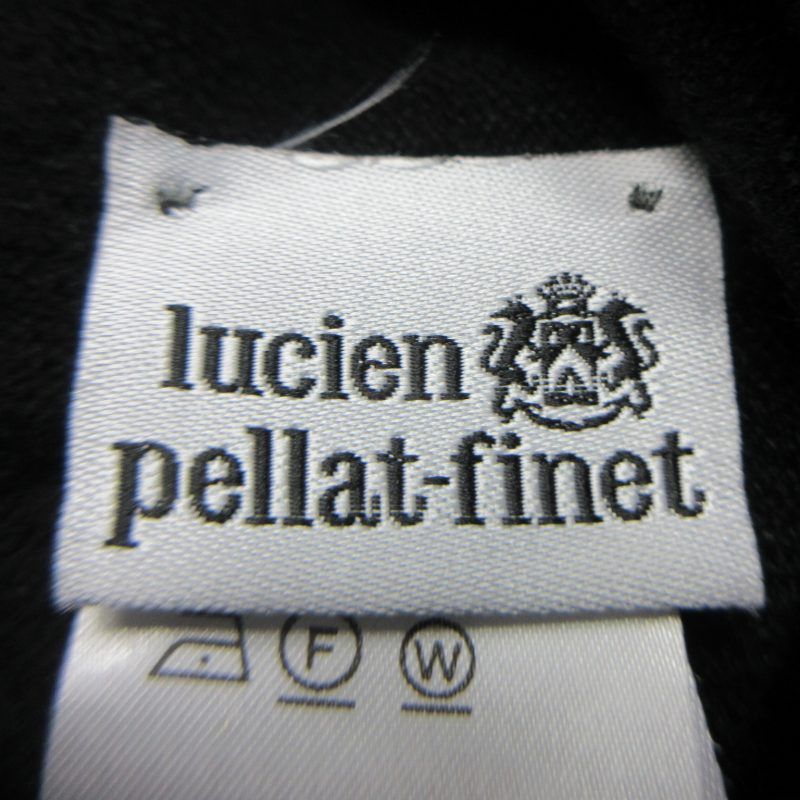 lucien
pellat-finet
F W